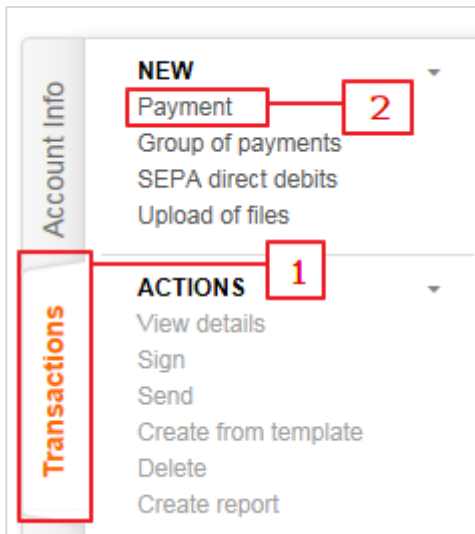 Account Info
NEW
Payment
2
Group of payments
SEPA direct debits
Upload of files
Transactions
1
ACTIONS
View details
Sign
Send
Create from template
Delete
Create report